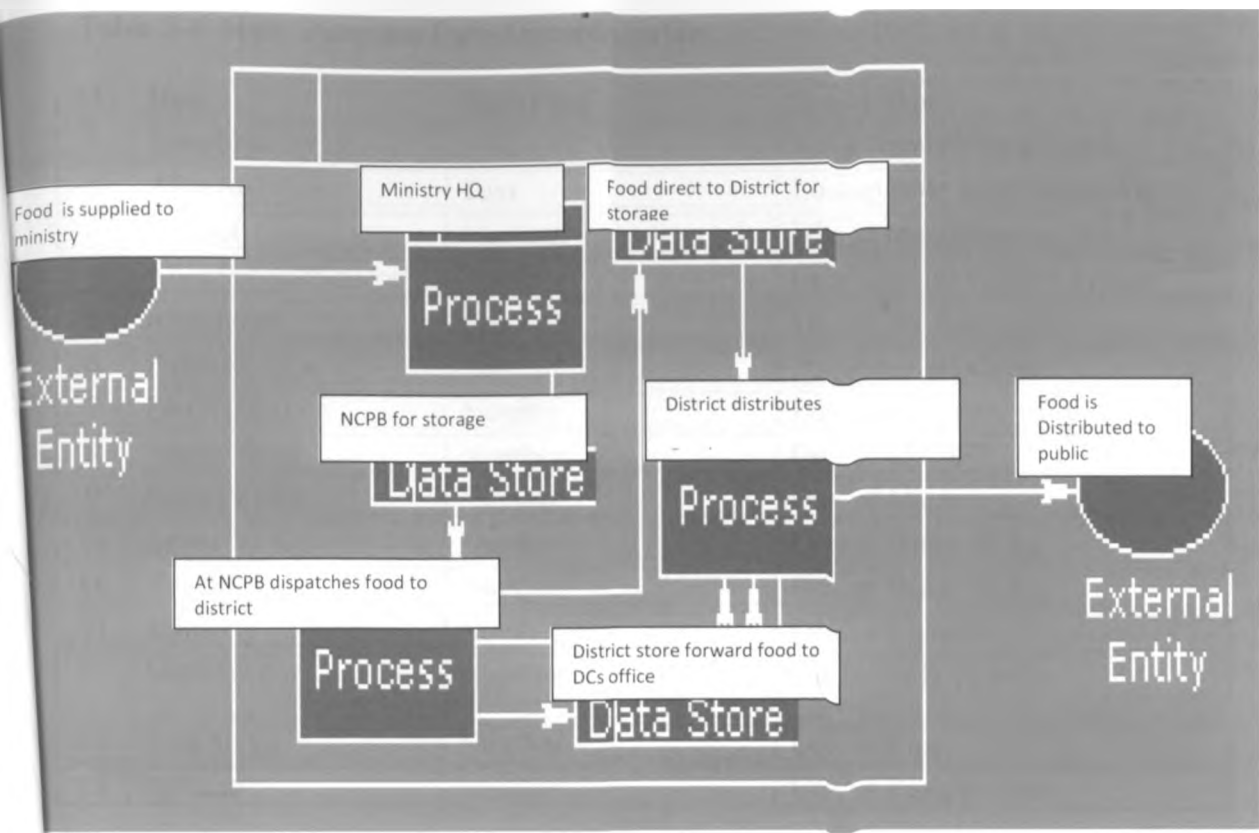 Ministry HQ
Food direct to District for
storage
Data Store
Food is supplied to
ministry
Process
External
Entity
NCPB for storage
Data Store
District distributes
Process
Food is
Distributed to
public
External
Entity
At NCPB dispatches food to
district
Process
District store forward food to
DCs office
Data Store